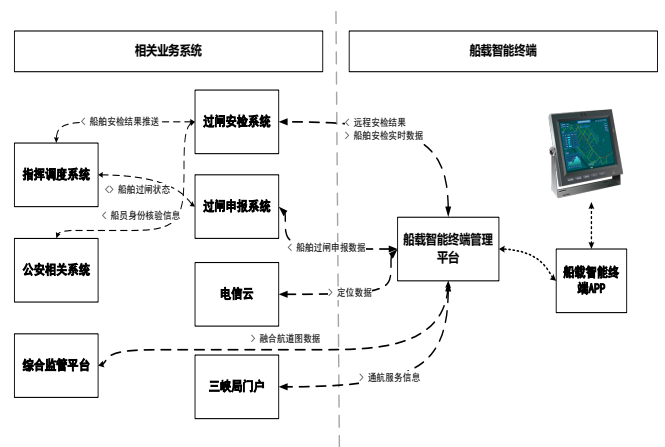 相关业务系统
船载智能终端
〈 船舶安检结果推送
过闸安检系统
〈 远程安检结果
〉 船舶安检实时数据
指挥调度系统
〈〉 船舶过闸状态
〈 船员身份核验信息
过闸申报系统
〈 船舶过闸申报数据
船载智能终端管理
平台
公安相关系统
电信云
〉 定位数据
船载智能终
端APP
〉 融合航道图数据
综合监管平台
三峡局门户
〉 通航服务信息